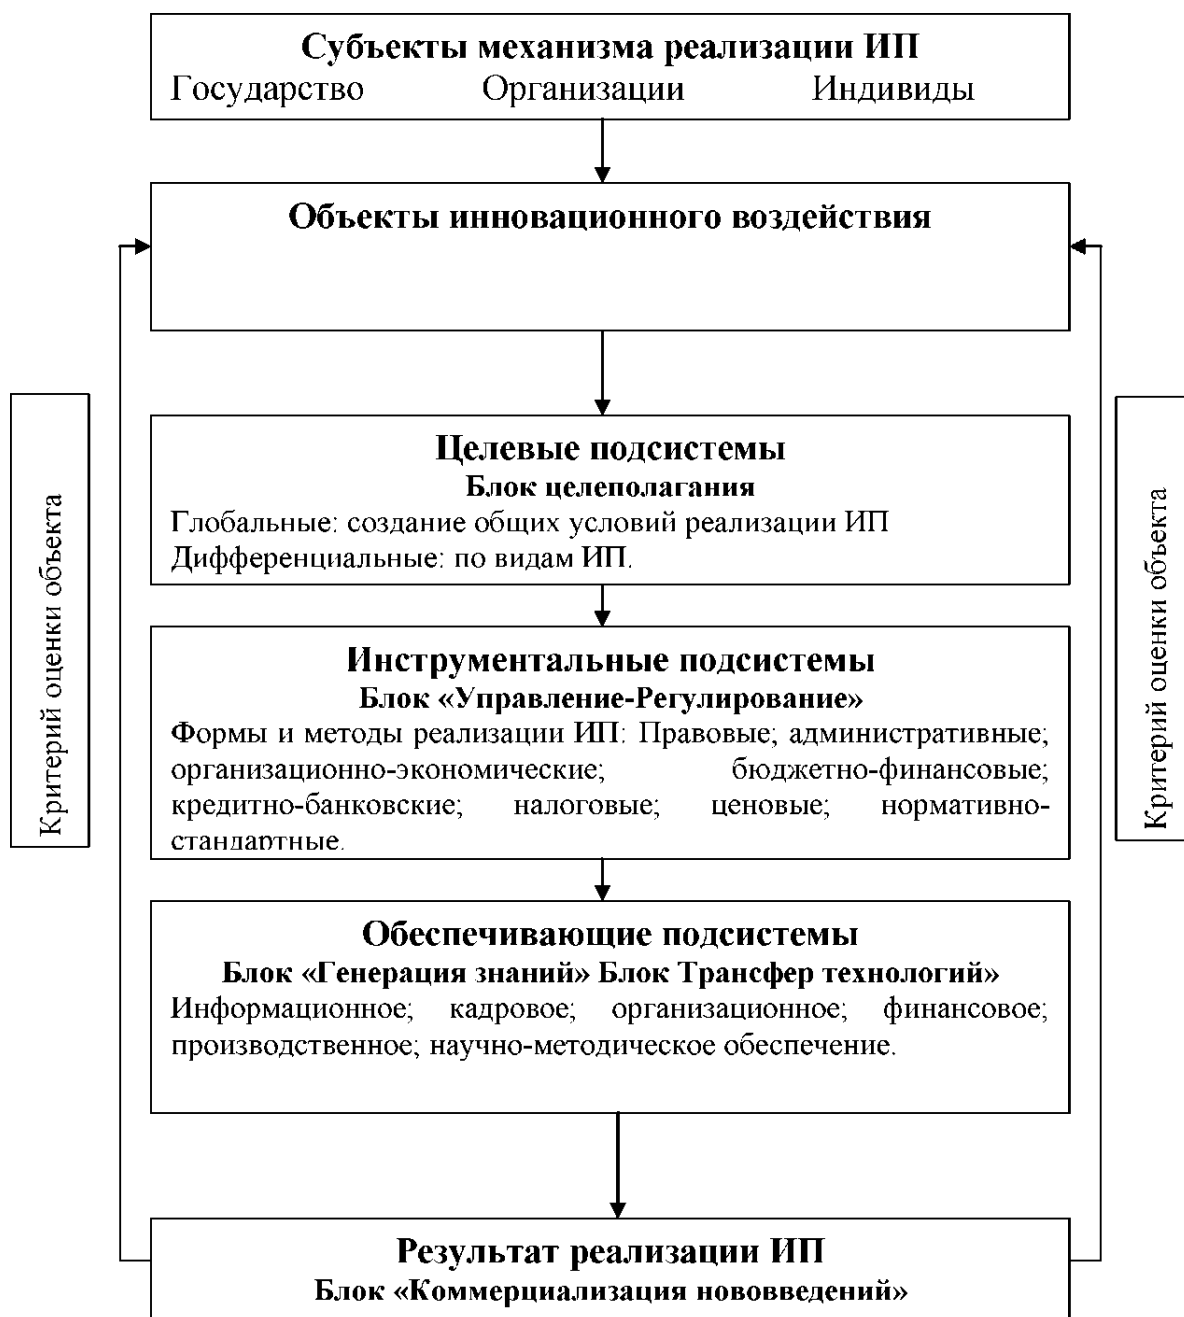 Субъекты механизма реализации ИП
Государство Организации Индивиды
Объекты инновационного воздействия
Критерий оценки объекта
Целевые подсистемы
Блок целеполагания
Глобальные: создание общих условий реализации ИП
Дифференциальные: по видам ИП.
Инструментальные подсистемы
Блок «Управление-Регулирование»
Формы и методы реализации ИП: Правовые; административные;
организационно-экономические; бюджетно-финансовые;
кредитно-банковские; налоговые; ценовые; нормативно-
стандартные.
Критерий оценки объекта
Обеспечивающие подсистемы
Блок «Генерация знаний» Блок Трансфер технологий»
Информационное; кадровое; организационное; финансовое;
производственное; научно-методическое обеспечение.
Результат реализации ИП
Блок «Коммерциализация нововведений»